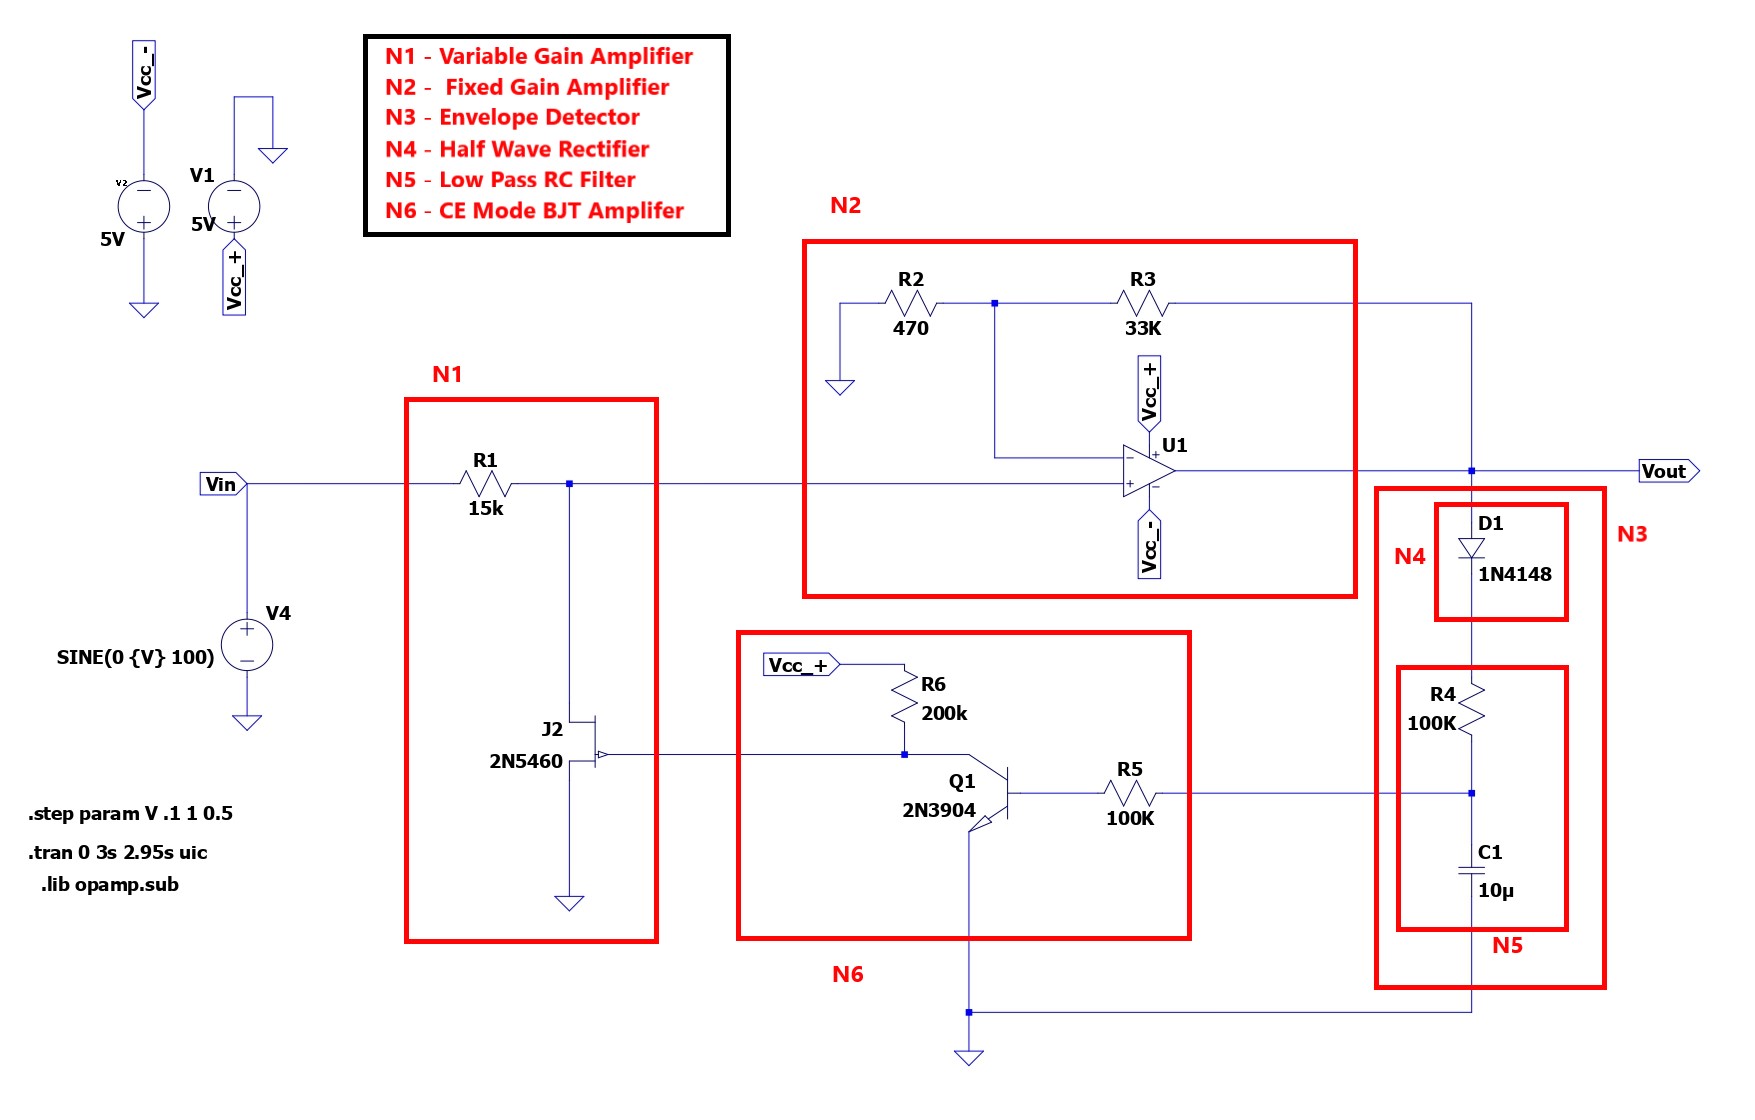 Vcc_-
V2
5V
V1
5V
Vcc_+
N1 - Variable Gain Amplifier
N2 - Fixed Gain Amplifier
N3 - Envelope Detector
N4 - Half Wave Rectifier
N5 - Low Pass RC Filter
N6 - CE Mode BJT Amplifer
N2
R2
470
R3
33K
Vcc_+
U1
Vcc_-
N1
R1
15k
Vin
Vout
V4
SINE(0 {V} 100)
N3
N4
D1
1N4148
Vcc_+
R6
200k
R4
100K
J2
2N5460
Q1
2N3904
R5
100K
.step param V .1 1 0.5
.tran 0 3s 2.95s uic
.lib opamp.sub
C1
10µ
N5
N6